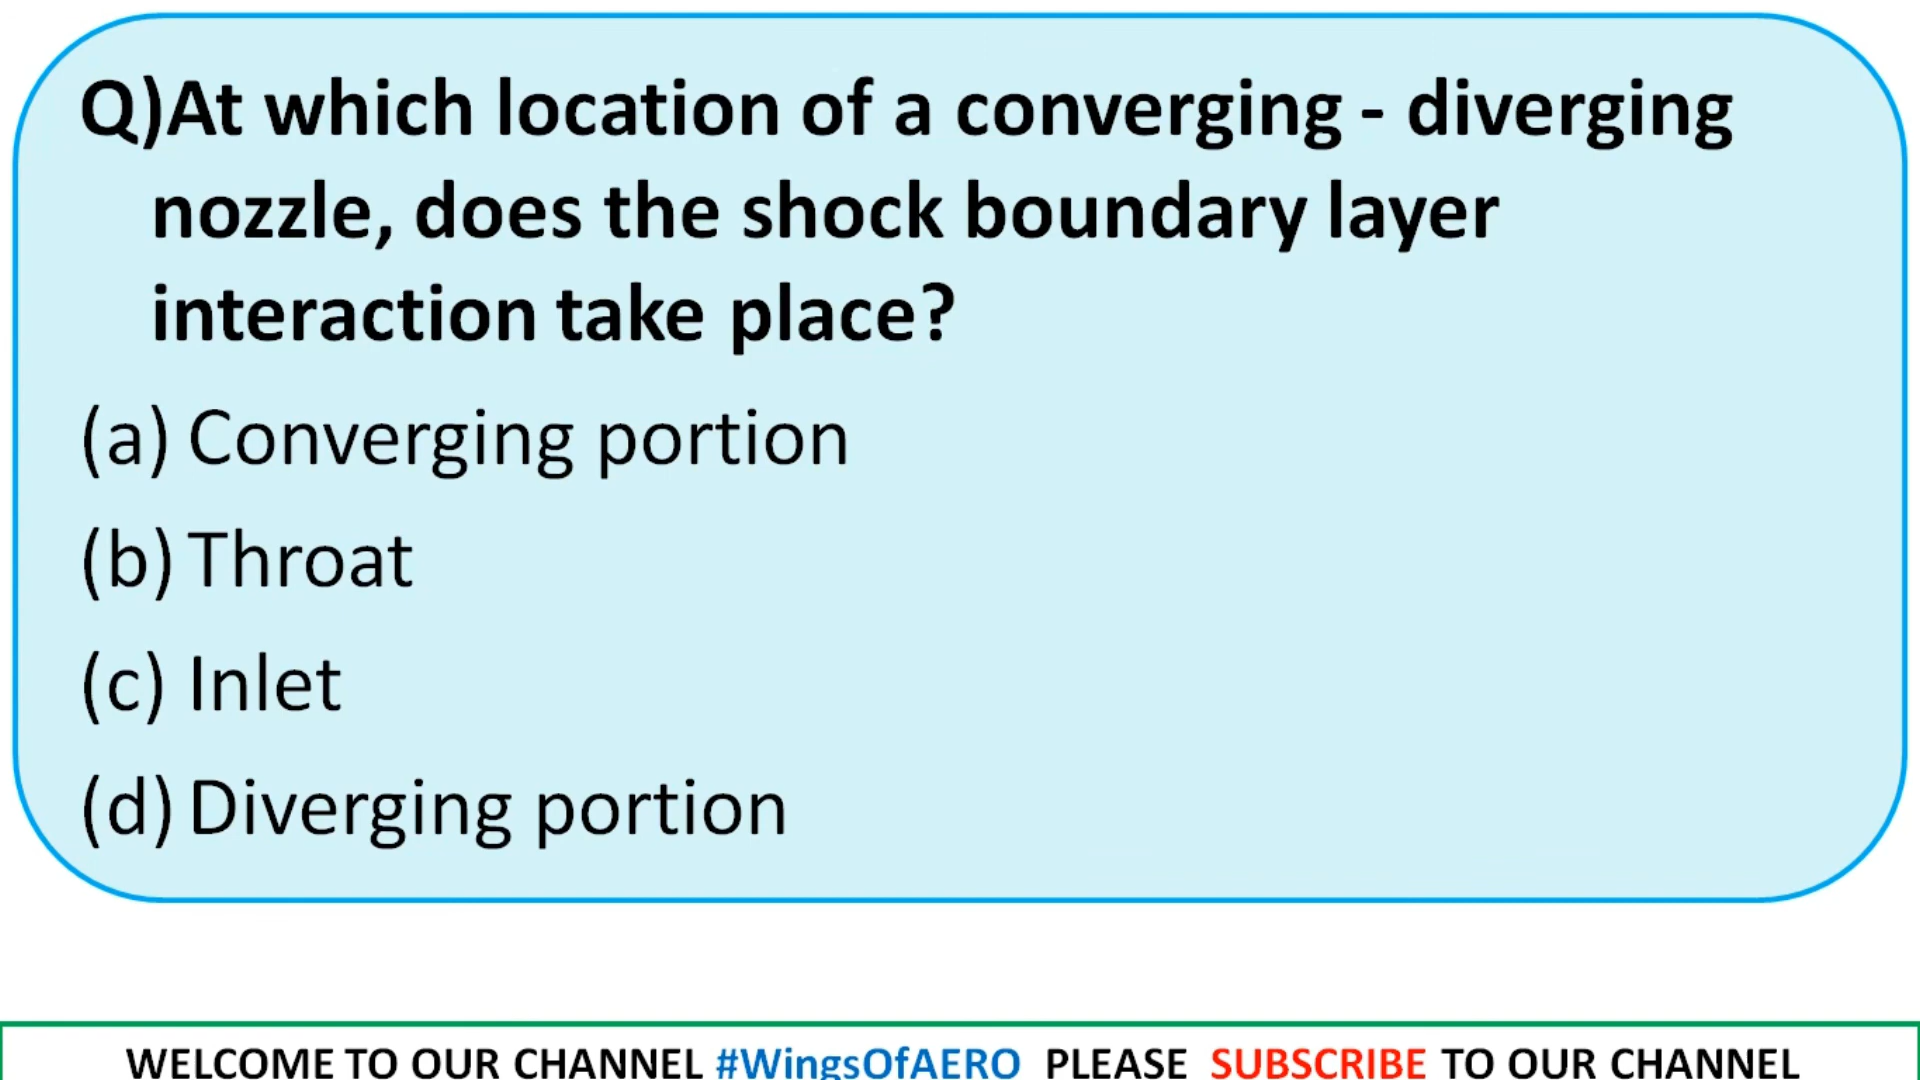 Q)At which location of a converging - diverging
nozzle, does the shock boundary layer
interaction take place?
(a) Converging portion
(b) Throat
(c) Inlet
(d) Diverging portion
WELCOME TO OUR CHANNEL #WingsOfAERO PLEASE SUBSCRIBE TO OUR CHANNEL